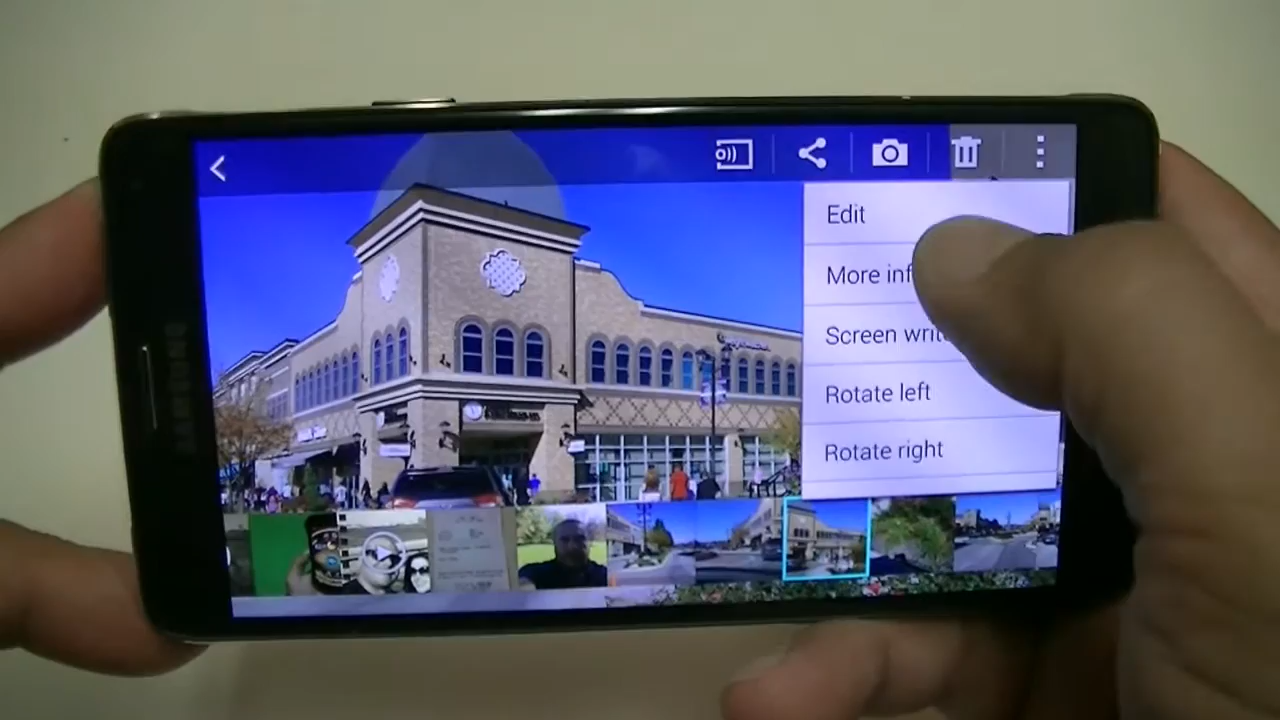 Edit
More inf
Screen writ
Rotate left
Rotate right